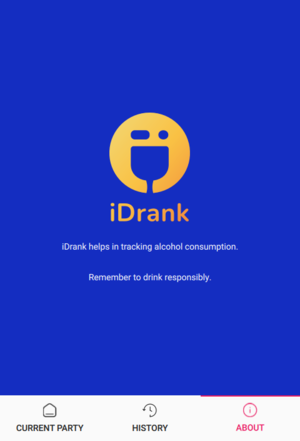 iDrank
iDrank helps in tracking alcohol consumption.
Remember to drink responsibly.
CURRENT PARTY
HISTORY
ABOUT